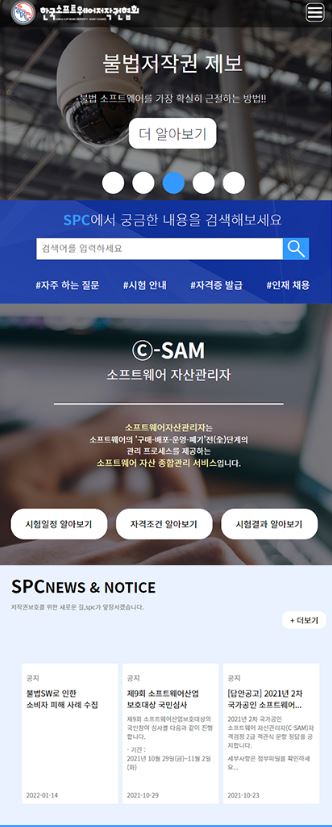 한국소프트웨어저작권협회
불법저작권 제보
불법 소프트웨어를 가장 확실히 근절하는 방법!!
더 알아보기
SPC에서 궁금한 내용을 검색해보세요
검색어를 입력하세요
#자주 하는 질문 #시험 안내 #자격증 발급 #인재 채용
ⓒ-SAM
소프트웨어 자산관리자
소프트웨어자산관리자는
소프트웨어의 '구매·배포·운영·폐기'전(全)단계의
관리 프로세스를 제공하는
소프트웨어 자산 종합관리 서비스입니다.
시험일정 알아보기 자격조건 알아보기 시험결과 알아보기
SPC NEWS & NOTICE
저작권보호를 위한 새로운 길,spc가 앞장서겠습니다.
+ 더보기
공지
불법SW로 인한
소비자 피해 사례 수집
2022-01-14
공지
제9회 소프트웨어산업
보호대상 국민심사
제9회 소프트웨어산업보호대상의
국민참여 심사를 다음과 같이 진행
합니다.
- 기간 :
2021년 10월 29일(금)~11월 2일
(화)
2021-10-29
공지
[답안공고] 2021년 2차
국가공인 소프트웨어...
2021년 2차 국가공인
소프트웨어 자산관리자(C-SAM)자
격검정 2급 객관식 문항 정답을 공
지합니다.
세부사항은 첨부파일을 확인하세
요...
2021-10-23